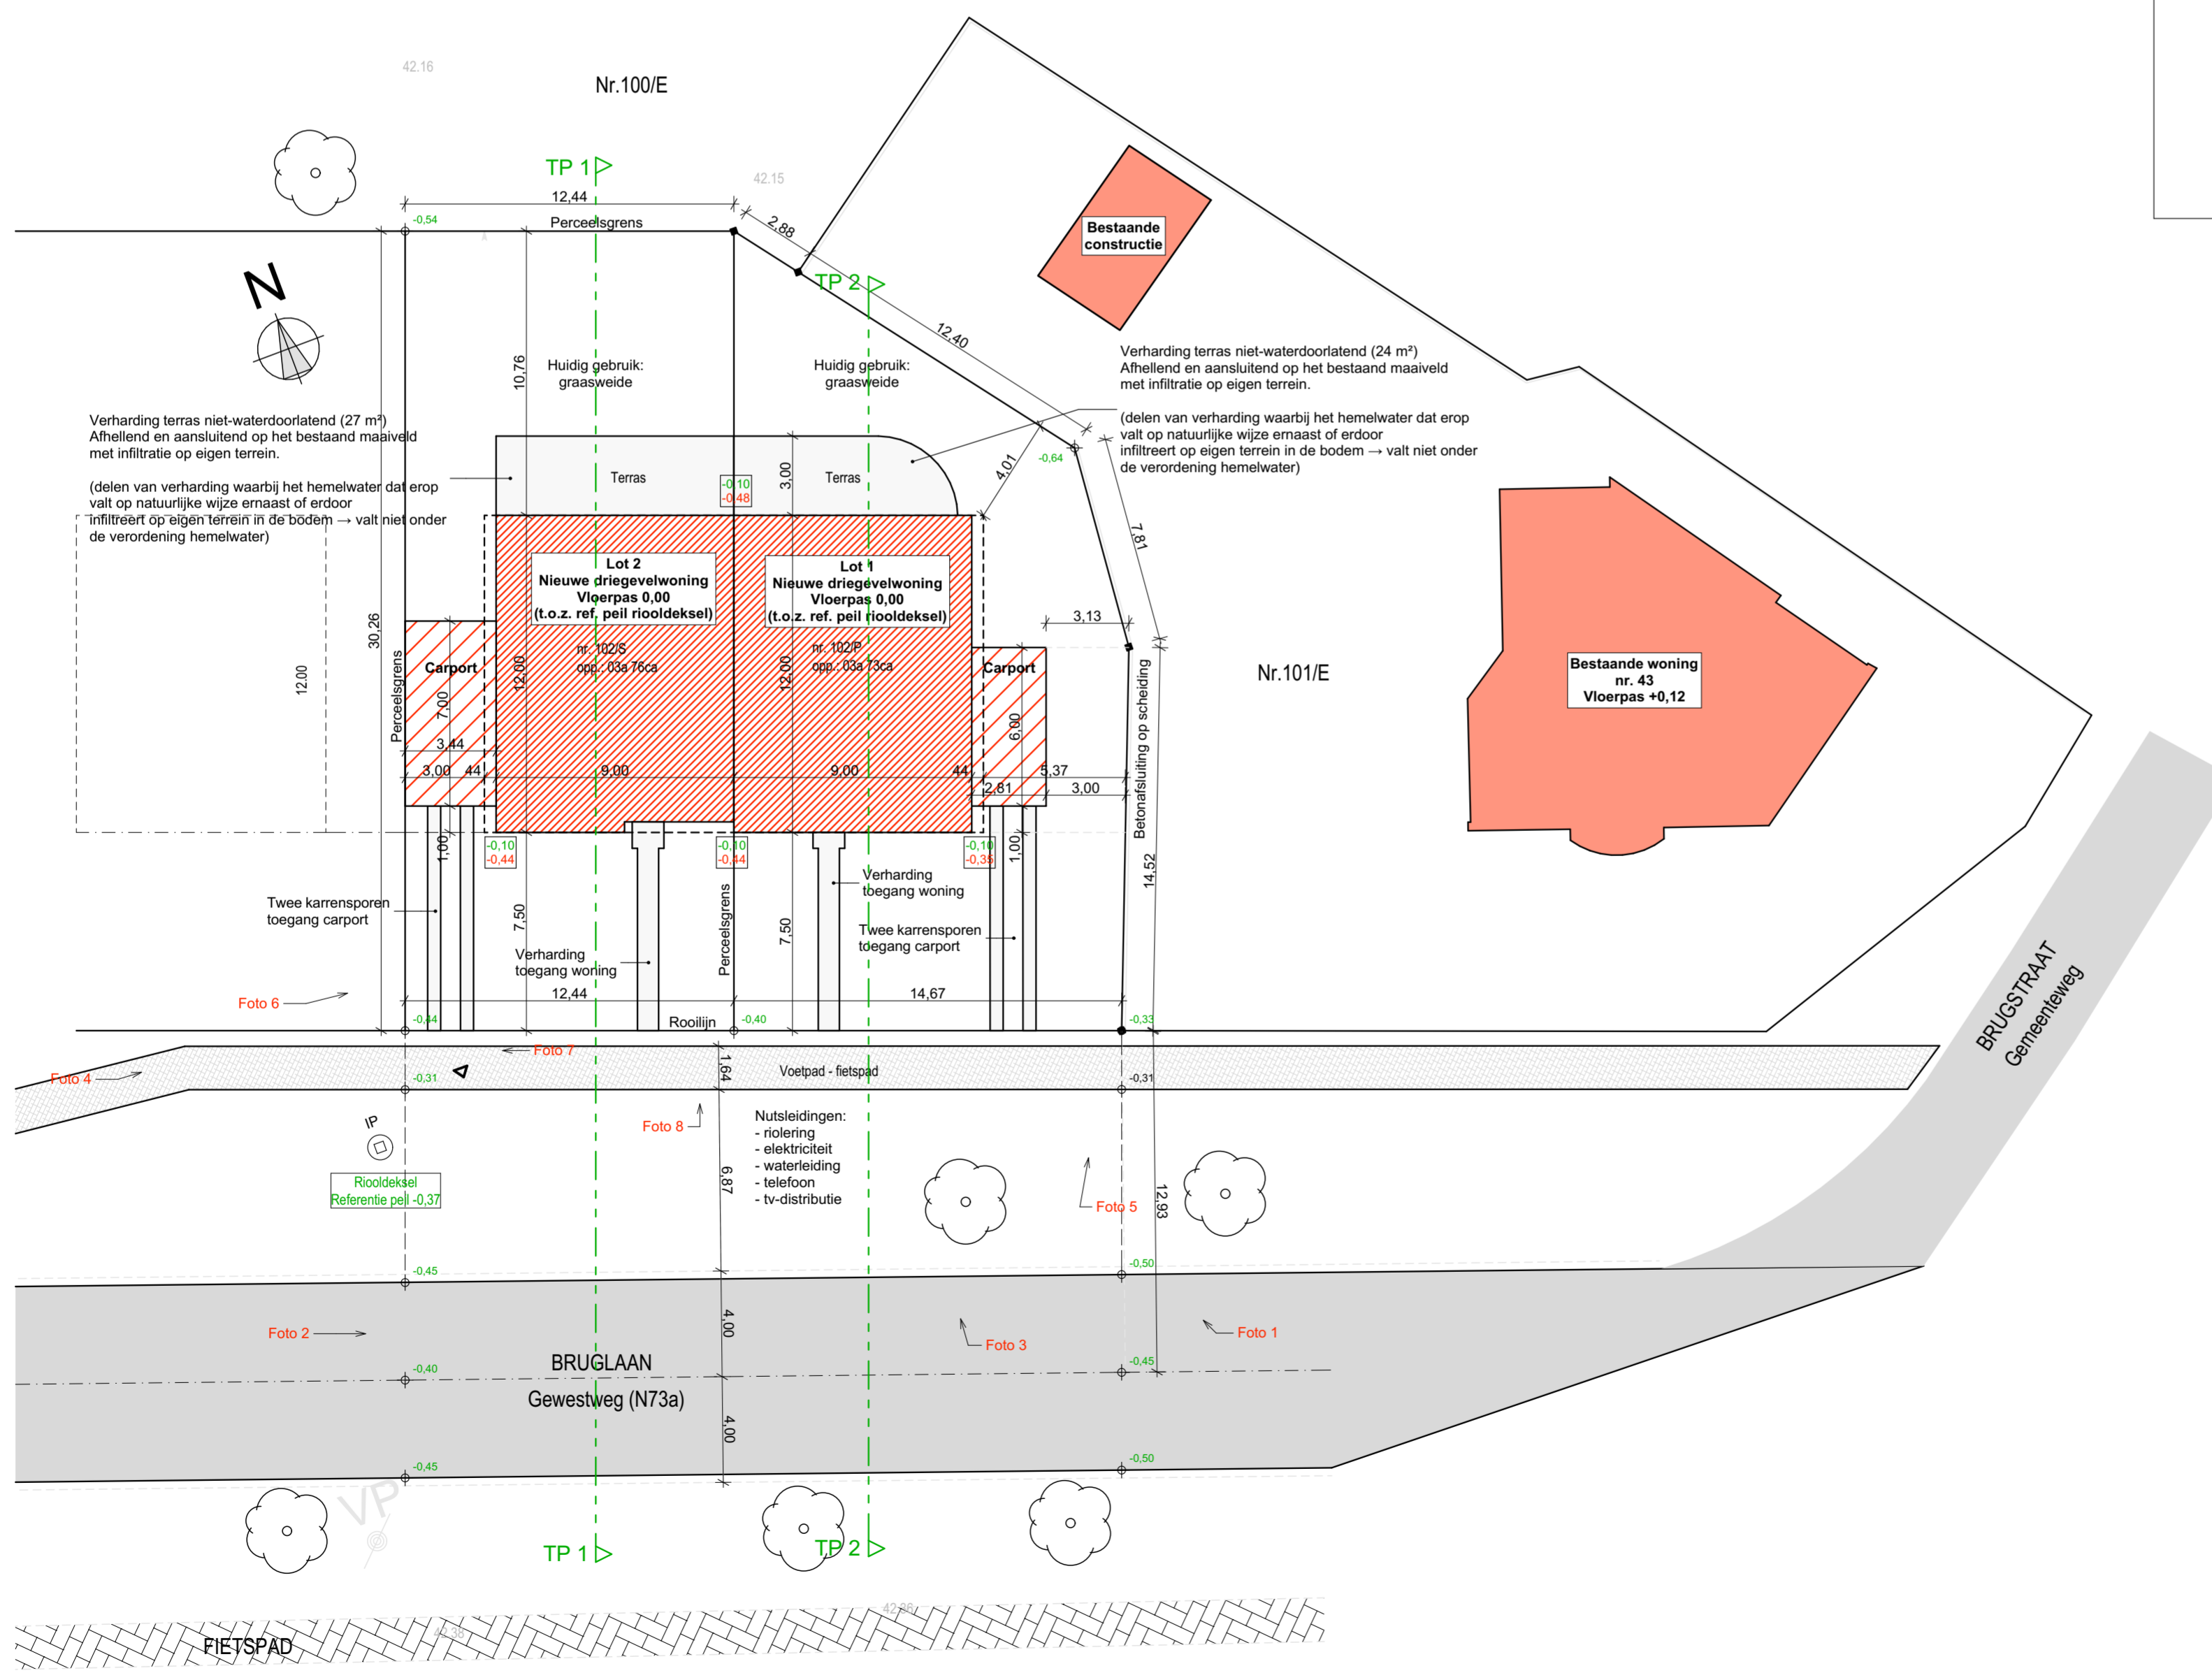 42.16
Nr.100/E
TP 1
42.15
12,44
-0,54
Perceelsgrens
2,88
Bestaande
constructie
TP 2
N
12,40
10,76
Huidig gebruik:
graasweide
Huidig gebruik:
graasweide
Verharding terras niet-waterdoorlatend (24 m²)
Afhellend en aansluitend op het bestaand maaiveld
met infiltratie op eigen terrein.
(delen van verharding waarbij het hemelwater dat erop
valt op natuurlijke wijze ernaast of erdoor
infiltreert op eigen terrein in de bodem → valt niet onder
de verordening hemelwater)
Verharding terras niet-waterdoorlatend (27 m²)
Afhellend en aansluitend op het bestaand maaiveld
met infiltratie op eigen terrein.
(delen van verharding waarbij het hemelwater dat erop
valt op natuurlijke wijze ernaast of erdoor
infiltreert op eigen terrein in de bodem → valt niet onder
de verordening hemelwater)
Terras
-0,10
-0,48
3,00
Terras
4,01
-0,64
7,81
Lot 2
Nieuwe driegevelwoning
Vloerpas 0,00
(t.o.z. ref. peil riooldeksel)
Lot 1
Nieuwe driegevelwoning
Vloerpas 0,00
(t.o.z. ref. peil riooldeksel)
30,26
3,13
nr. 102/S
opp.: 03a 76ca
nr. 102/P
opp.: 03a 73ca
12.00
Perceelsgrens
Carport
7,00
12,00
12,00
Carport
6,00
Nr.101/E
Bestaande woning
nr. 43
Vloerpas +0,12
Betonafsluiting op scheiding
3,44
3,00
44
9,00
9,00
44
5,37
2,81
3,00
1,00
-0,10
-0,44
-0,10
-0,44
-0,10
-0,35
1,00
14,52
Verharding
toegang woning
Twee karrensporen
toegang carport
7,50
Perceelsgrens
7,50
Twee karrensporen
toegang carport
Verharding
toegang woning
Foto 6
12,44
14,67
-0,44
Rooilijn
-0,40
-0,33
BRUGSTRAAT
Gemeenteweg
Foto 7
Foto 4
-0,31
1,64
Voetpad - fietspad
-0,31
IP
Foto 8
Nutsleidingen:
- riolering
- elektriciteit
- waterleiding
- telefoon
- tv-distributie
Riooldeksel
Referentie peil -0,37
6,87
Foto 5
12,93
-0,45
-0,50
Foto 2
4,00
Foto 3
Foto 1
BRUGLAAN
-0,40
-0,45
Gewestweg (N73a)
4,00
-0,45
-0,50
VP
TP 1
TP 2
42.36
42.38
FIETSPAD